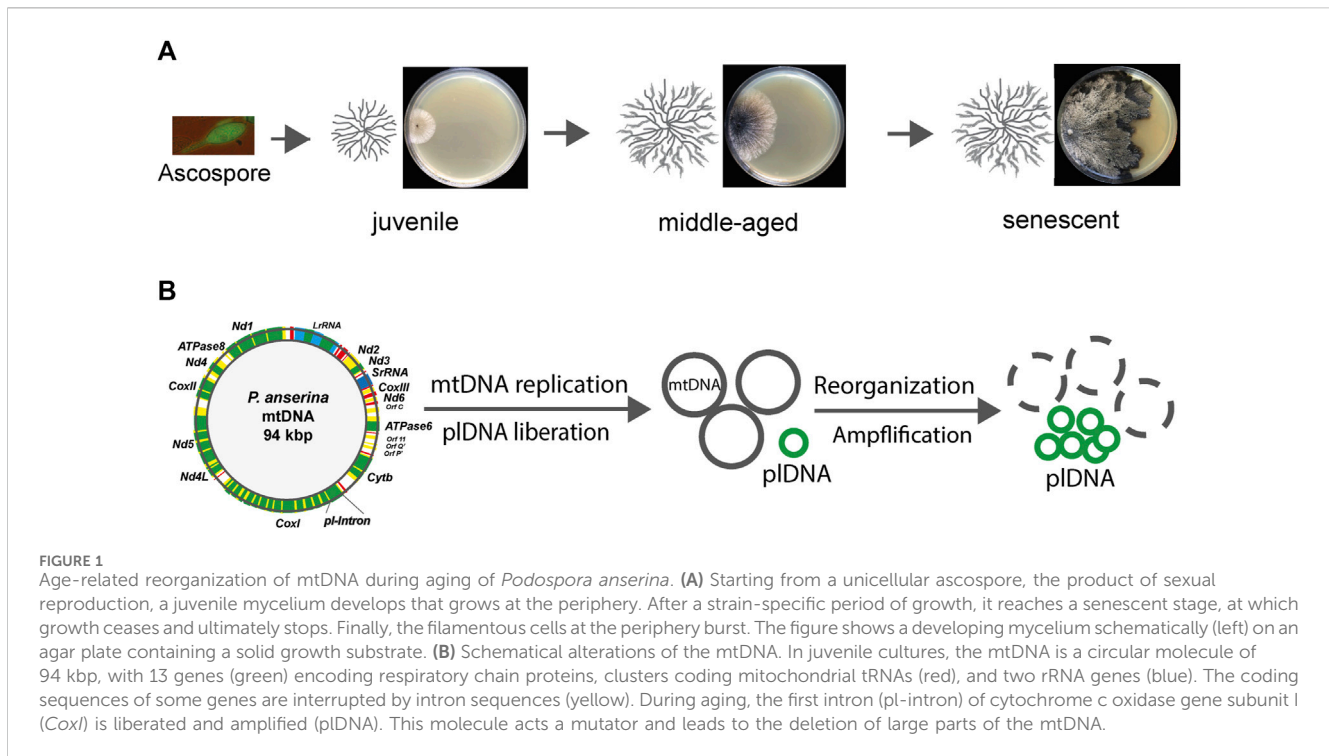 A
Ascospore
juvenile
middle-aged
senescent
B
Nd1
LrRNA
ATPase8
Nd4
CoxII
Nd5
Nd4L
CoxI
pl-Intron
Cytb
Orf P'
Orf Q'
Orf 11
ATPase6
Orf C
Nd6
CoxIII
SrRNA
Nd3
Nd2
P. anserina
mtDNA
94 kbp
mtDNA replication
plDNA liberation
mtDNA
plDNA
Reorganization
Ampflification
plDNA
FIGURE 1
Age-related reorganization of mtDNA during aging of Podospora anserina. (A) Starting from a unicellular ascospore, the product of sexual
reproduction, a juvenile mycelium develops that grows at the periphery. After a strain-specific period of growth, it reaches a senescent stage, at which
growth ceases and ultimately stops. Finally, the filamentous cells at the periphery burst. The figure shows a developing mycelium schematically (left) on an
agar plate containing a solid growth substrate. (B) Schematical alterations of the mtDNA. In juvenile cultures, the mtDNA is a circular molecule of
94 kbp, with 13 genes (green) encoding respiratory chain proteins, clusters coding mitochondrial tRNAs (red), and two rRNA genes (blue). The coding
sequences of some genes are interrupted by intron sequences (yellow). During aging, the first intron (pl-intron) of cytochrome c oxidase gene subunit I
(CoxI) is liberated and amplified (plDNA). This molecule acts a mutator and leads to the deletion of large parts of the mtDNA.